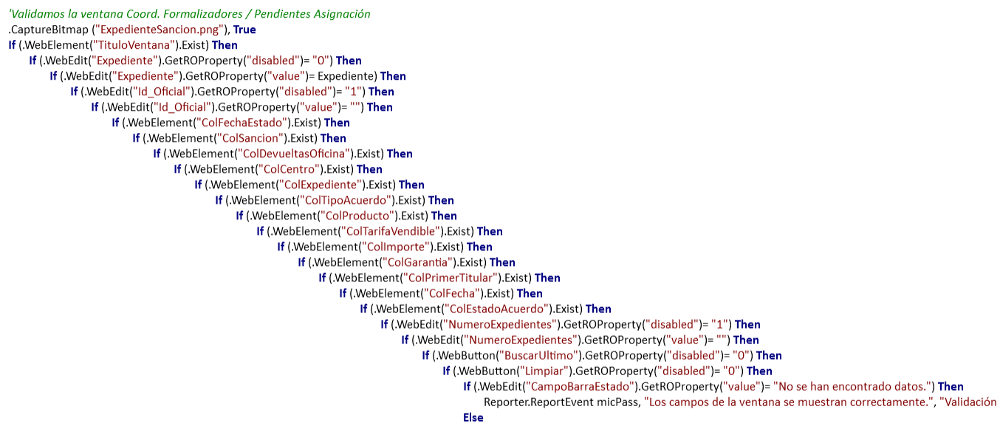 'Validamos la ventana Coord. Formalizadores / Pendientes Asignación
.CaptureBitmap ("ExpedienteSancion.png"), True
If (.WebElement("TituloVentana").Exist) Then
If (.WebEdit("Expediente").GetROProperty("disabled")= "0") Then
If (.WebEdit("Expediente").GetROProperty("value")= Expediente) Then
If (.WebEdit("Id_Oficial").GetROProperty("disabled")= "1") Then
If (.WebEdit("Id_Oficial").GetROProperty("value")= "") Then
If (.WebElement("ColFechaEstado").Exist) Then
If (.WebElement("ColSancion").Exist) Then
If (.WebElement("ColDevueltasOficina").Exist) Then
If (.WebElement("ColCentro").Exist) Then
If (.WebElement("ColExpediente").Exist) Then
If (.WebElement("ColTipoAcuerdo").Exist) Then
If (.WebElement("ColProducto").Exist) Then
If (.WebElement("ColTarifaVendible").Exist) Then
If (.WebElement("ColImporte").Exist) Then
If (.WebElement("ColGarantia").Exist) Then
If (.WebElement("ColPrimerTitular").Exist) Then
If (.WebElement("ColFecha").Exist) Then
If (.WebElement("ColEstadoAcuerdo").Exist) Then
If (.WebEdit("NumeroExpedientes").GetROProperty("disabled")= "1") Then
If (.WebEdit("NumeroExpedientes").GetROProperty("value")= "") Then
If (.WebButton("BuscarUltimo").GetROProperty("disabled")= "0") Then
If (.WebButton("Limpiar").GetROProperty("disabled")= "0") Then
If (.WebEdit("CampoBarraEstado").GetROProperty("value")= "No se han encontrado datos.") Then
Reporter.ReportEvent micPass, "Los campos de la ventana se muestran correctamente.", "Validación
Else